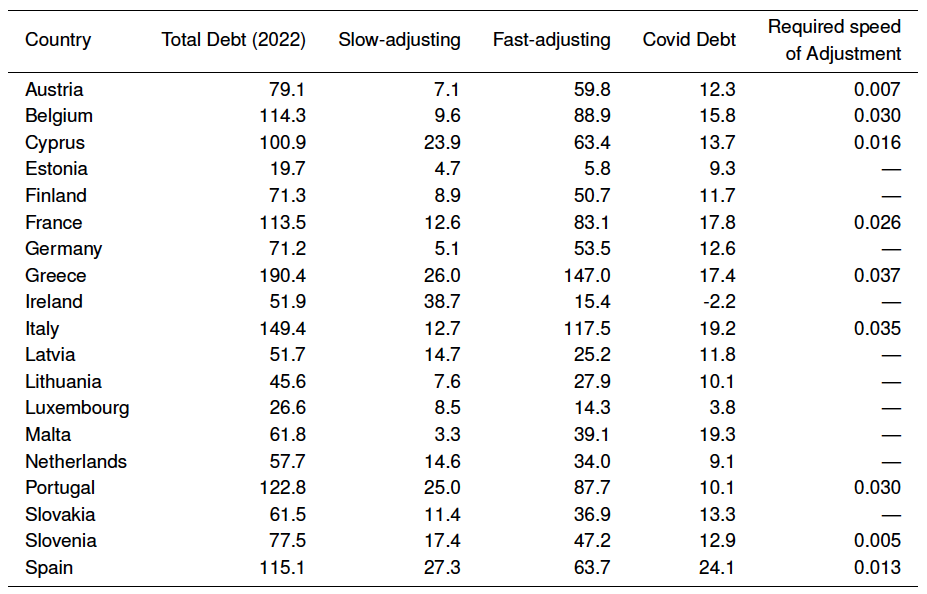 Required speed
Country Total Debt (2022) Slow-adjusting Fast-adjusting Covid Debt of Adjustment
Austria 79.1 7.1 59.8 12.3 0.007
Belgium 114.3 9.6 88.9 15.8 0.030
Cyprus 100.9 23.9 63.4 13.7 0.016
Estonia 19.7 4.7 5.8 9.3 —
Finland 71.3 8.9 50.7 11.7 —
France 113.5 12.6 83.1 17.8 0.026
Germany 71.2 5.1 53.5 12.6 —
Greece 190.4 26.0 147.0 17.4 0.037
Ireland 51.9 38.7 15.4 -2.2 —
Italy 149.4 12.7 117.5 19.2 0.035
Latvia 51.7 14.7 25.2 11.8 —
Lithuania 45.6 7.6 27.9 10.1 —
Luxembourg 26.6 8.5 14.3 3.8 —
Malta 61.8 3.3 39.1 19.3 —
Netherlands 57.7 14.6 34.0 9.1 —
Portugal 122.8 25.0 87.7 10.1 0.030
Slovakia 61.5 11.4 36.9 13.3 —
Slovenia 77.5 17.4 47.2 12.9 0.005
Spain 115.1 27.3 63.7 24.1 0.013